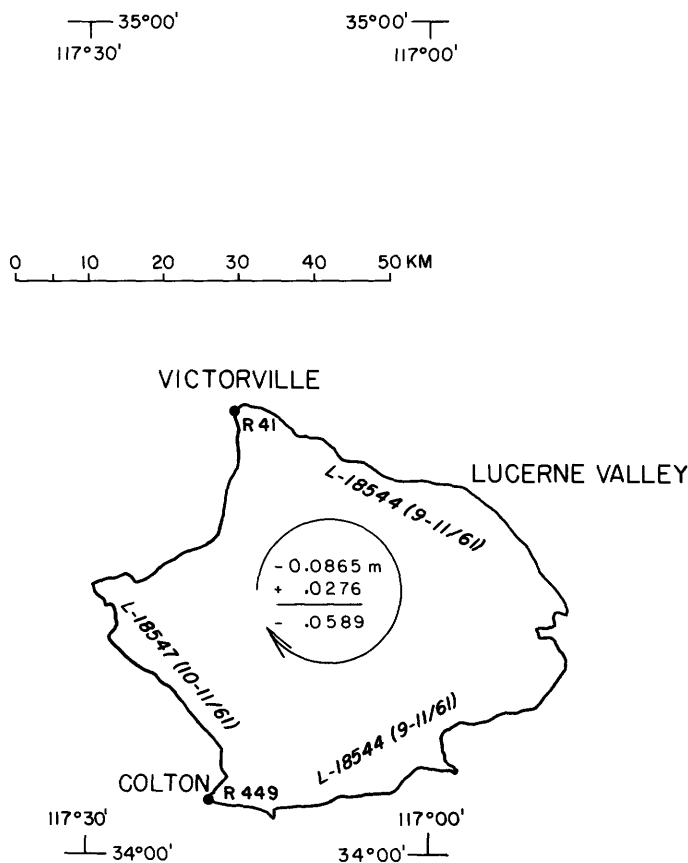 35°00'
117°30'
35°00'
117°00'
0 10 20 30 40 50 KM
VICTORVILLE
R 41
LUCERNE VALLEY
L-18544 (9-11/61)
- 0.0865 m
+ .0276
- .0589
L-18547 (10-11/61)
L-18544 (9-11/61)
COLTON
R 449
117°30'
34°00'
117°00'
34°00'